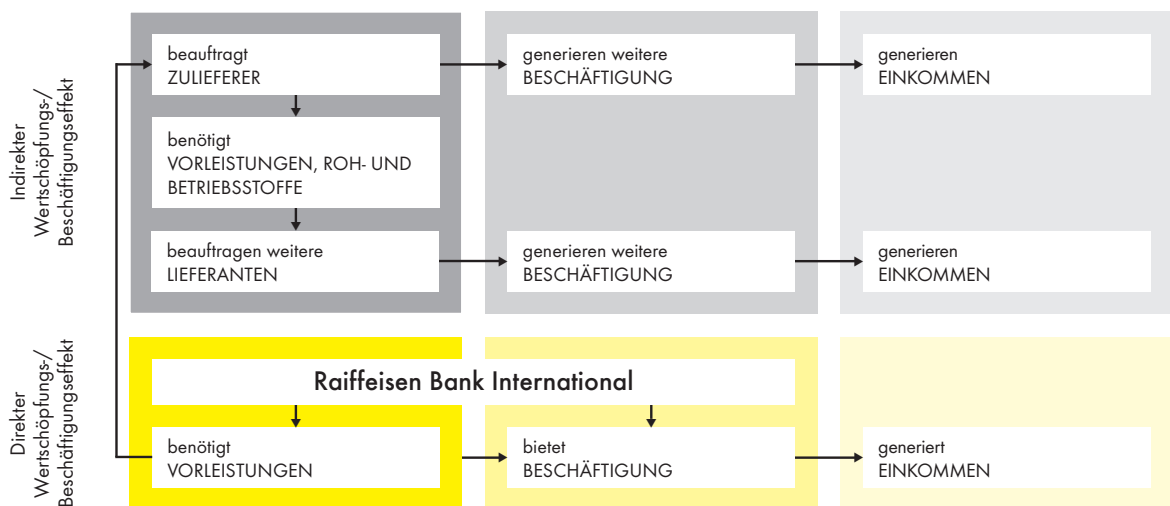 Indirekter
Wertschöpfungs-/
Beschäftigungseffekt
beauftragt
ZULIEFERER
generieren weitere
BESCHÄFTIGUNG
generieren
EINKOMMEN
benötigt
VORLEISTUNGEN, ROH- UND
BETRIEBSSTOFFE
beauftragen weitere
LIEFERANTEN
generieren weitere
BESCHÄFTIGUNG
generieren
EINKOMMEN
Direkter
Wertschöpfungs-/
Beschäftigungseffekt
Raiffeisen Bank International
benötigt
VORLEISTUNGEN
bietet
BESCHÄFTIGUNG
generiert
EINKOMMEN